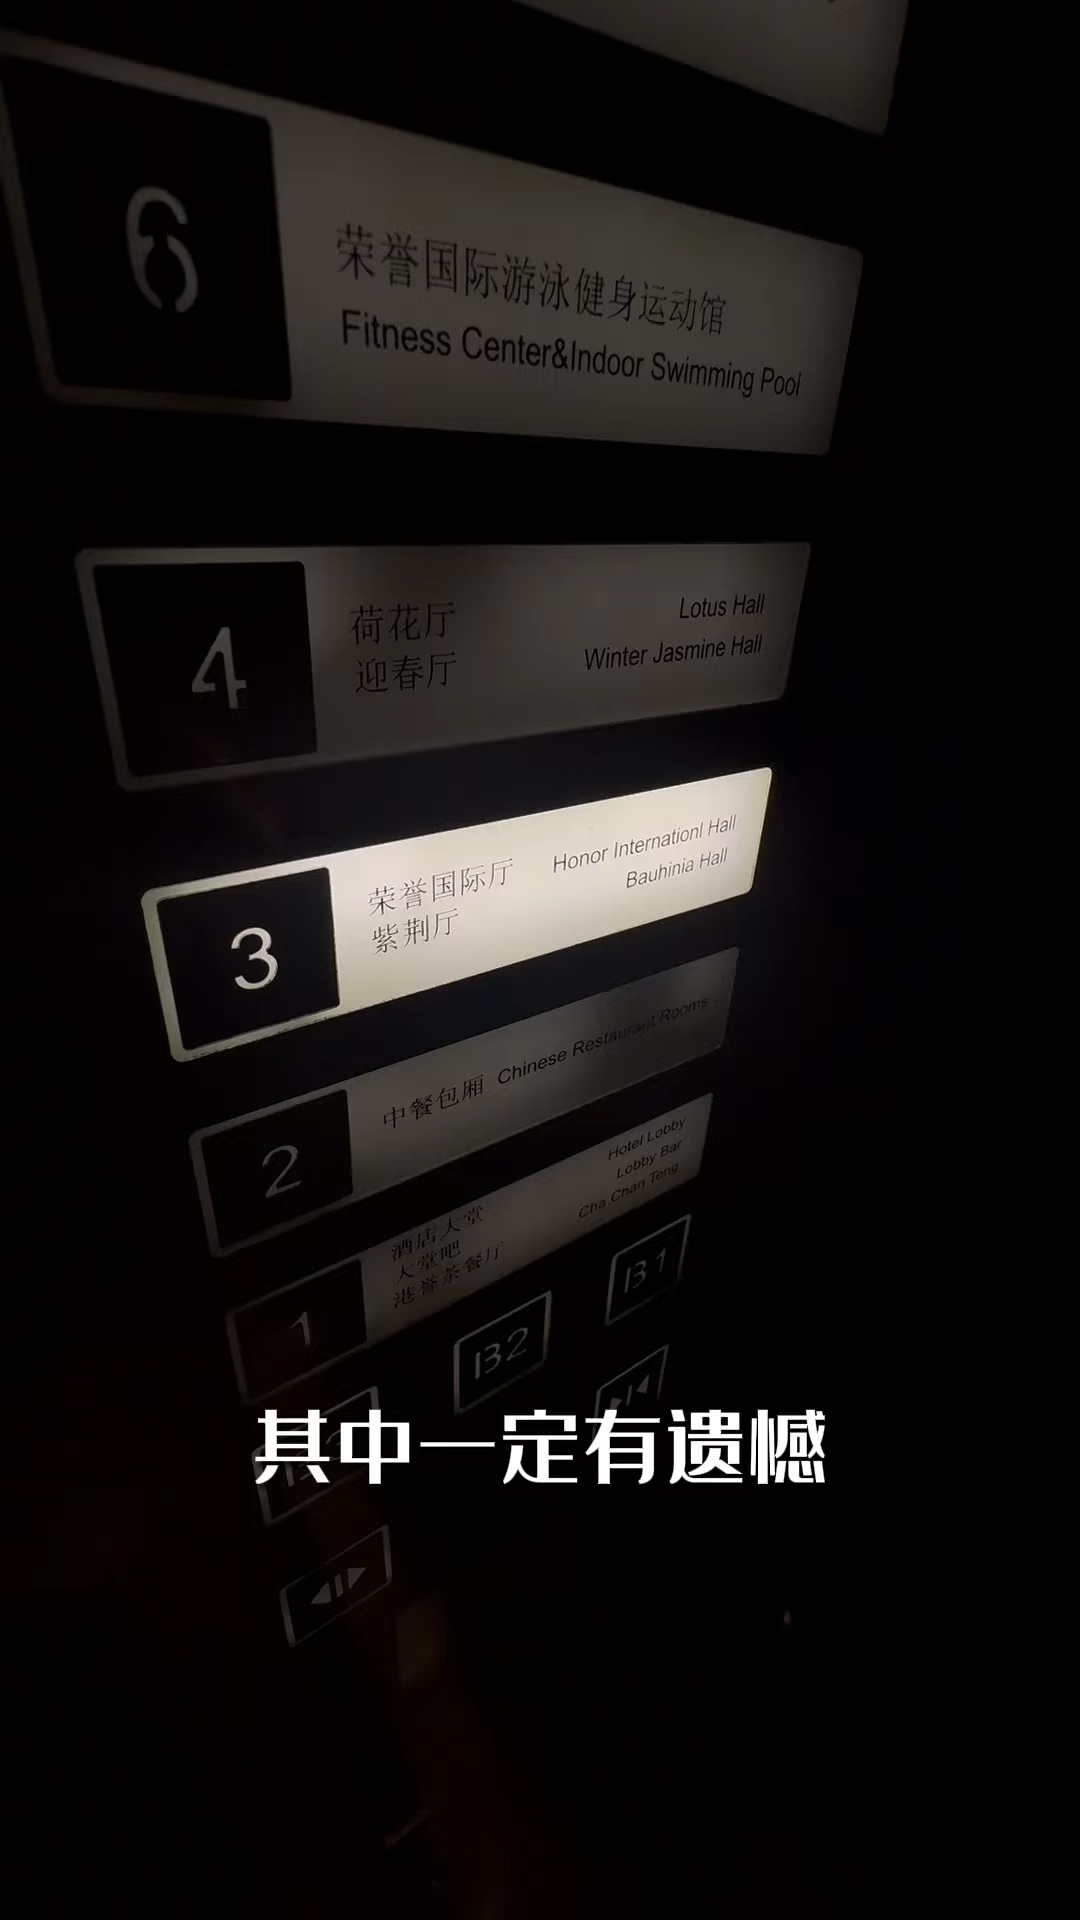 6
荣誉国际游泳健身运动馆
Fitness Center&Indoor Swimming Pool
4
荷花厅 Lotus Hall
迎春厅 Winter Jasmine Hall
3
荣誉国际厅 Honor Internationl Hall
紫荆厅 Bauhinia Hall
2
中餐包厢 Chinese Restaurant Rooms
1
酒店大堂 Hotel Lobby
大堂吧 Lobby Bar
港誉茶餐厅 Cha Chan Teng
B2 B1
其中一定有遗憾